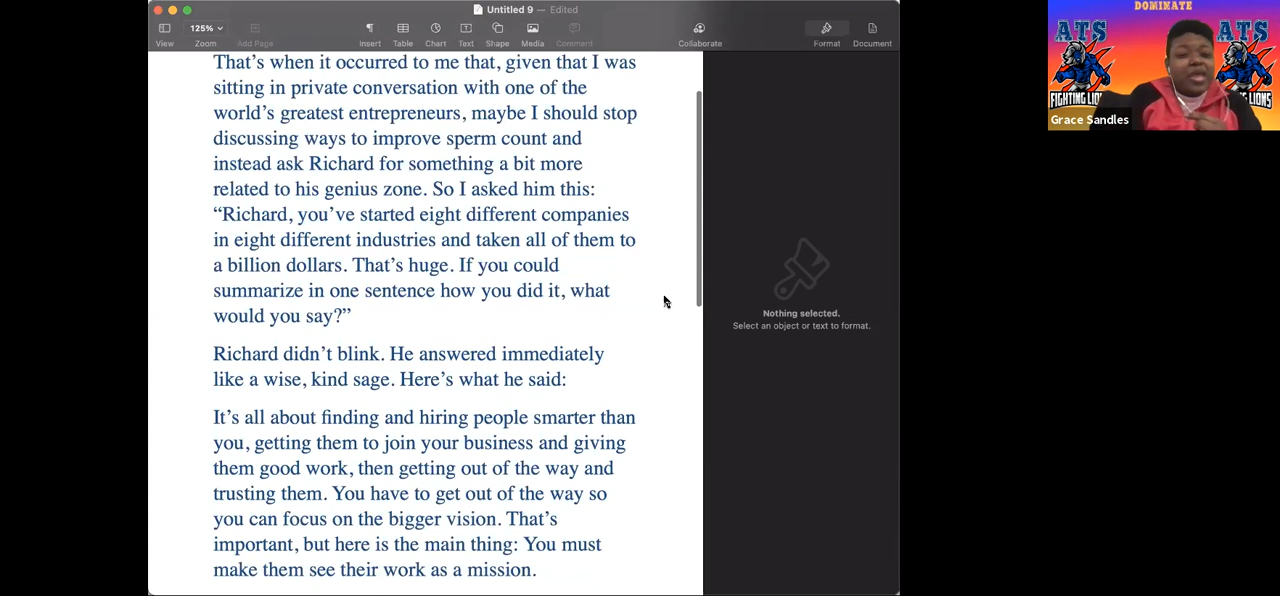 Untitled 9 — Edited
125%
View
Zoom
Add Page
Insert
Table
Chart
Text
Shape
Media
Comment
Collaborate
Format
Document
That's when it occurred to me that, given that I was
sitting in private conversation with one of the
world's greatest entrepreneurs, maybe I should stop
discussing ways to improve sperm count and
instead ask Richard for something a bit more
related to his genius zone. So I asked him this:
“Richard, you've started eight different companies
in eight different industries and taken all of them to
a billion dollars. That's huge. If you could
summarize in one sentence how you did it, what
would you say?”
Richard didn't blink. He answered immediately
like a wise, kind sage. Here's what he said:
It's all about finding and hiring people smarter than
you, getting them to join your business and giving
them good work, then getting out of the way and
trusting them. You have to get out of the way so
you can focus on the bigger vision. That's
important, but here is the main thing: You must
make them see their work as a mission.
Nothing selected.
Select an object or text to format.
DOMINATE
ATS
ATS
FIGHTING
LIONS
Grace Sandles